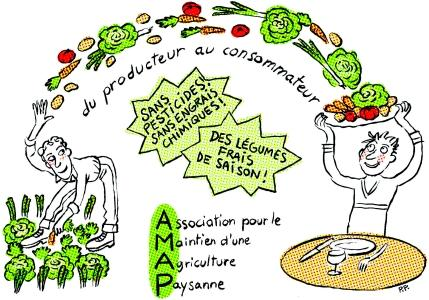 du producteur au consommateur
SANS
PESTICIDES,
SANS ENGRAIS
CHIMIQUES!
DES LÉGUMES
FRAIS
DE SAISON!
Association pour le
Maintien d'une
Agriculture
Paysanne
P.P.